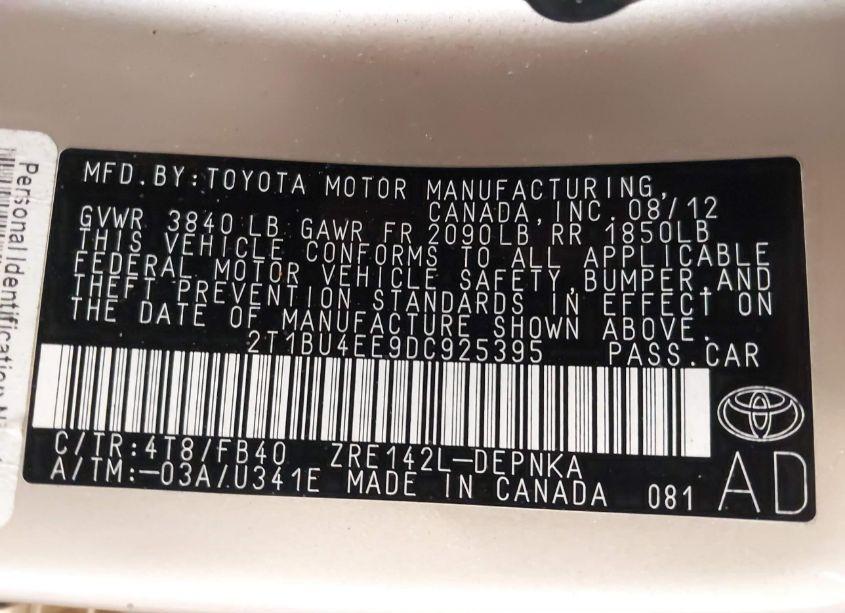 MFD.BY:TOYOTA MOTOR MANUFACTURING,
CANADA,INC. 08/12
GVWR 3840 LB GAWR FR 2090LB RR 1850LB
THIS VEHICLE CONFORMS TO ALL APPLICABLE
FEDERAL MOTOR VEHICLE SAFETY,BUMPER,AND
THEFT PREVENTION STANDARDS IN EFFECT ON
THE DATE OF MANUFACTURE SHOWN ABOVE.
2T1BU4EE9DC925395 PASS.CAR
C/TR:4T8/FB40 ZRE142L-DEPNKA
A/TM:-03A/U341E MADE IN CANADA 081
AD
Personal Identification